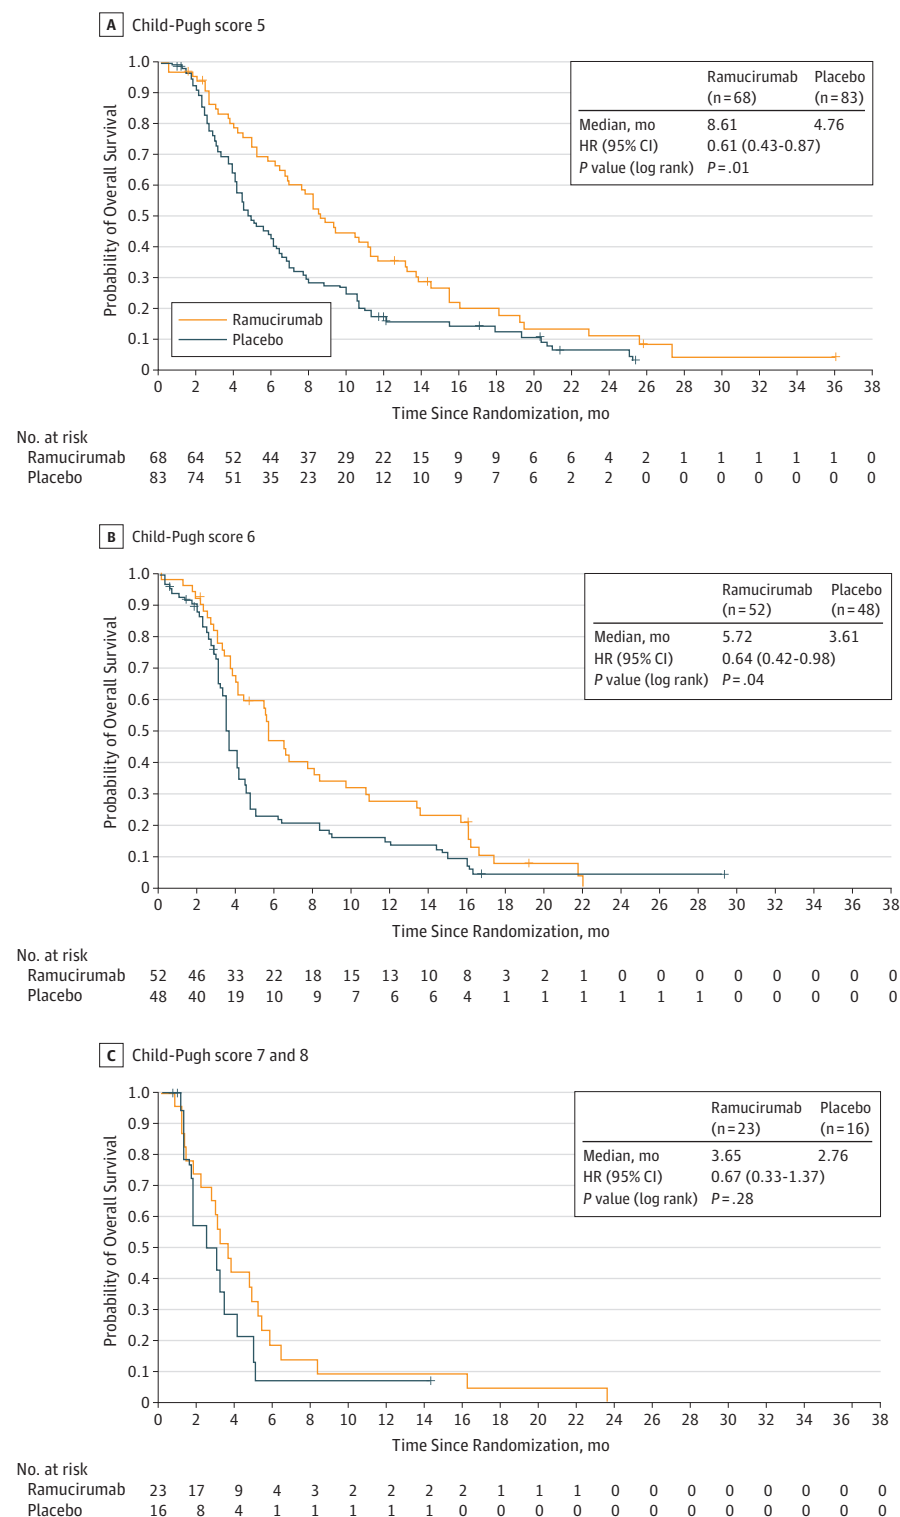 A Child-Pugh score 5
Ramucirumab Placebo
(n=68) (n=83)
Median, mo 8.61 4.76
HR (95% CI) 0.61 (0.43-0.87)
P value (log rank) P=.01
1.0
0.9
0.8
0.7
0.6
0.5
0.4
0.3
0.2
0.1
0
Probability of Overall Survival
Ramucirumab
Placebo
0 2 4 6 8 10 12 14 16 18 20 22 24 26 28 30 32 34 36 38
Time Since Randomization, mo
No. at risk
Ramucirumab 68 64 52 44 37 29 22 15 9 9 6 6 4 2 1 1 1 1 1 0
Placebo 83 74 51 35 23 20 12 10 9 7 6 2 2 0 0 0 0 0 0 0
B Child-Pugh score 6
Ramucirumab Placebo
(n=52) (n=48)
Median, mo 5.72 3.61
HR (95% CI) 0.64 (0.42-0.98)
P value (log rank) P=.04
1.0
0.9
0.8
0.7
0.6
0.5
0.4
0.3
0.2
0.1
0
Probability of Overall Survival
0 2 4 6 8 10 12 14 16 18 20 22 24 26 28 30 32 34 36 38
Time Since Randomization, mo
No. at risk
Ramucirumab 52 46 33 22 18 15 13 10 8 3 2 1 0 0 0 0 0 0 0 0
Placebo 48 40 19 10 9 7 6 6 4 1 1 1 1 1 1 0 0 0 0 0
C Child-Pugh score 7 and 8
Ramucirumab Placebo
(n=23) (n=16)
Median, mo 3.65 2.76
HR (95% CI) 0.67 (0.33-1.37)
P value (log rank) P=.28
1.0
0.9
0.8
0.7
0.6
0.5
0.4
0.3
0.2
0.1
0
Probability of Overall Survival
0 2 4 6 8 10 12 14 16 18 20 22 24 26 28 30 32 34 36 38
Time Since Randomization, mo
No. at risk
Ramucirumab 23 17 9 4 3 2 2 2 2 1 1 1 0 0 0 0 0 0 0 0
Placebo 16 8 4 1 1 1 1 1 0 0 0 0 0 0 0 0 0 0 0 0